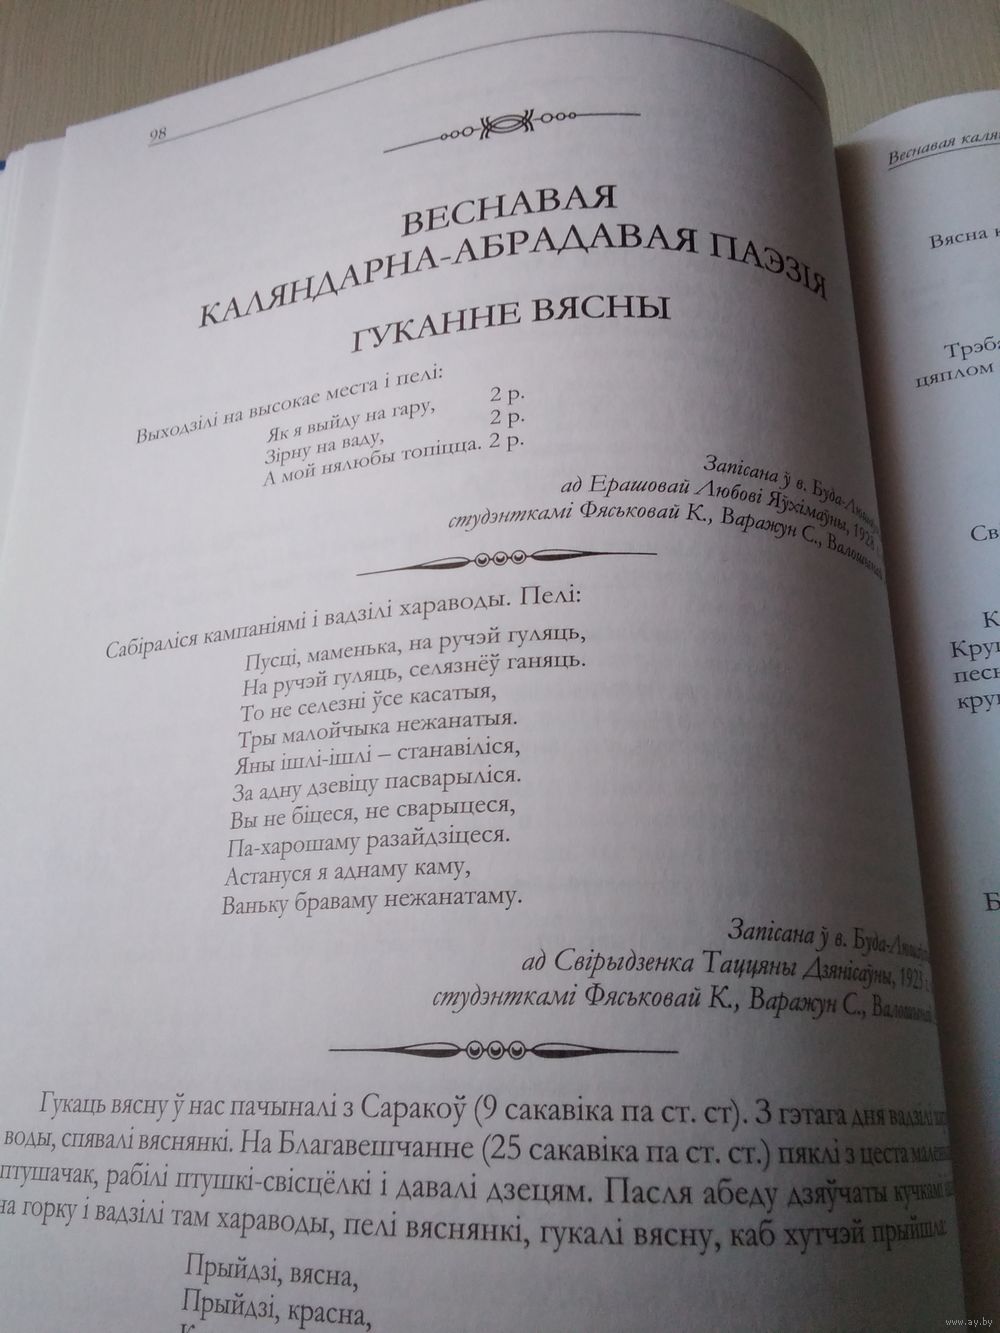 98
ВЕСНАВАЯ
КАЛЯНДАРНА-АБРАДАВАЯ ПАЭЗІЯ
ГУКАННЕ ВЯСНЫ
Выходзілі на высокае места і пелі:
Як я выйду на гару, 2 р.
Зірну на ваду, 2 р.
А мой нялюбы топіцца. 2 р.
Запісана ў в. Буда-
ад Ерашовай Любові Яўхімаўны, 1928
студэнткамі Фяськовай К., Варажун С.,
Сабіраліся кампаніямі і вадзілі хараводы. Пелі:
Пусці, маменька, на ручэй гуляць,
На ручэй гуляць, селязнёў ганяць.
То не селезні ўсе касатыя,
Тры малойчыка нежанатыя.
Яны ішлі-ішлі – станавіліся,
За адну дзевіцу пасварыліся.
Вы не біцеся, не сварыцеся,
Па-харошаму разайдзіцеся.
Астануся я аднаму каму,
Ваньку браваму нежанатаму.
Запісана ў в. Буда-
ад Свірыдзенка Таццяны Дзянісаўны, 1923
студэнткамі Фяськовай К., Варажун С.,
Гукаць вясну ў нас пачыналі з Саракоў (9 сакавіка па ст. ст). З гэтага дня вадзілі
воды, спявалі вяснянкі. На Благавешчанне (25 сакавіка па ст. ст.) пяклі з цеста
птушачак, рабілі птушкі-свісцёлкі і давалі дзецям. Пасля абеду дзяўчаты кучкамі
на горку і вадзілі там хараводы, пелі вяснянкі, гукалі вясну, каб хутчэй прыйшла:
Прыйдзі, вясна,
Прыйдзі, красна,
Веснавая
Вясна
цяплом
песн
www.ay.by